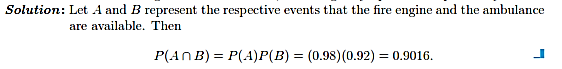 Solution: Let A and B represent the respective events that the fire engine and the ambulance
are available. Then
P(A ∩ B) = P(A)P(B) = (0.98)(0.92) = 0.9016.